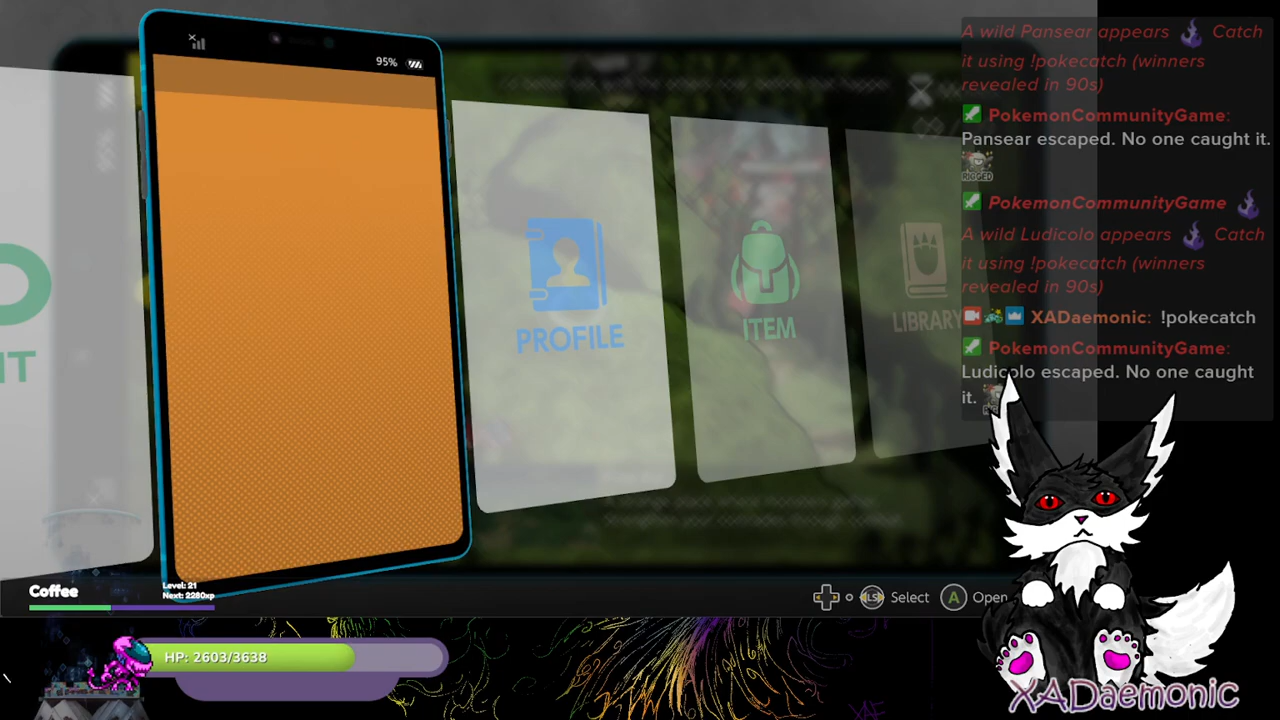 95%
IT
PROFILE
ITEM
LIBRARY
Select
Open
Coffee
Level: 21
Next: 2280xp
HP: 2603/3638
A wild Pansear appears Catch
it using !pokecatch (winners
revealed in 90s)
PokemonCommunityGame:
Pansear escaped. No one caught it.
RIGGED
PokemonCommunityGame
A wild Ludicolo appears Catch
it using !pokecatch (winners
revealed in 90s)
XADaemonic: !pokecatch
PokemonCommunityGame:
Ludicolo escaped. No one caught
it.
XADaemonic